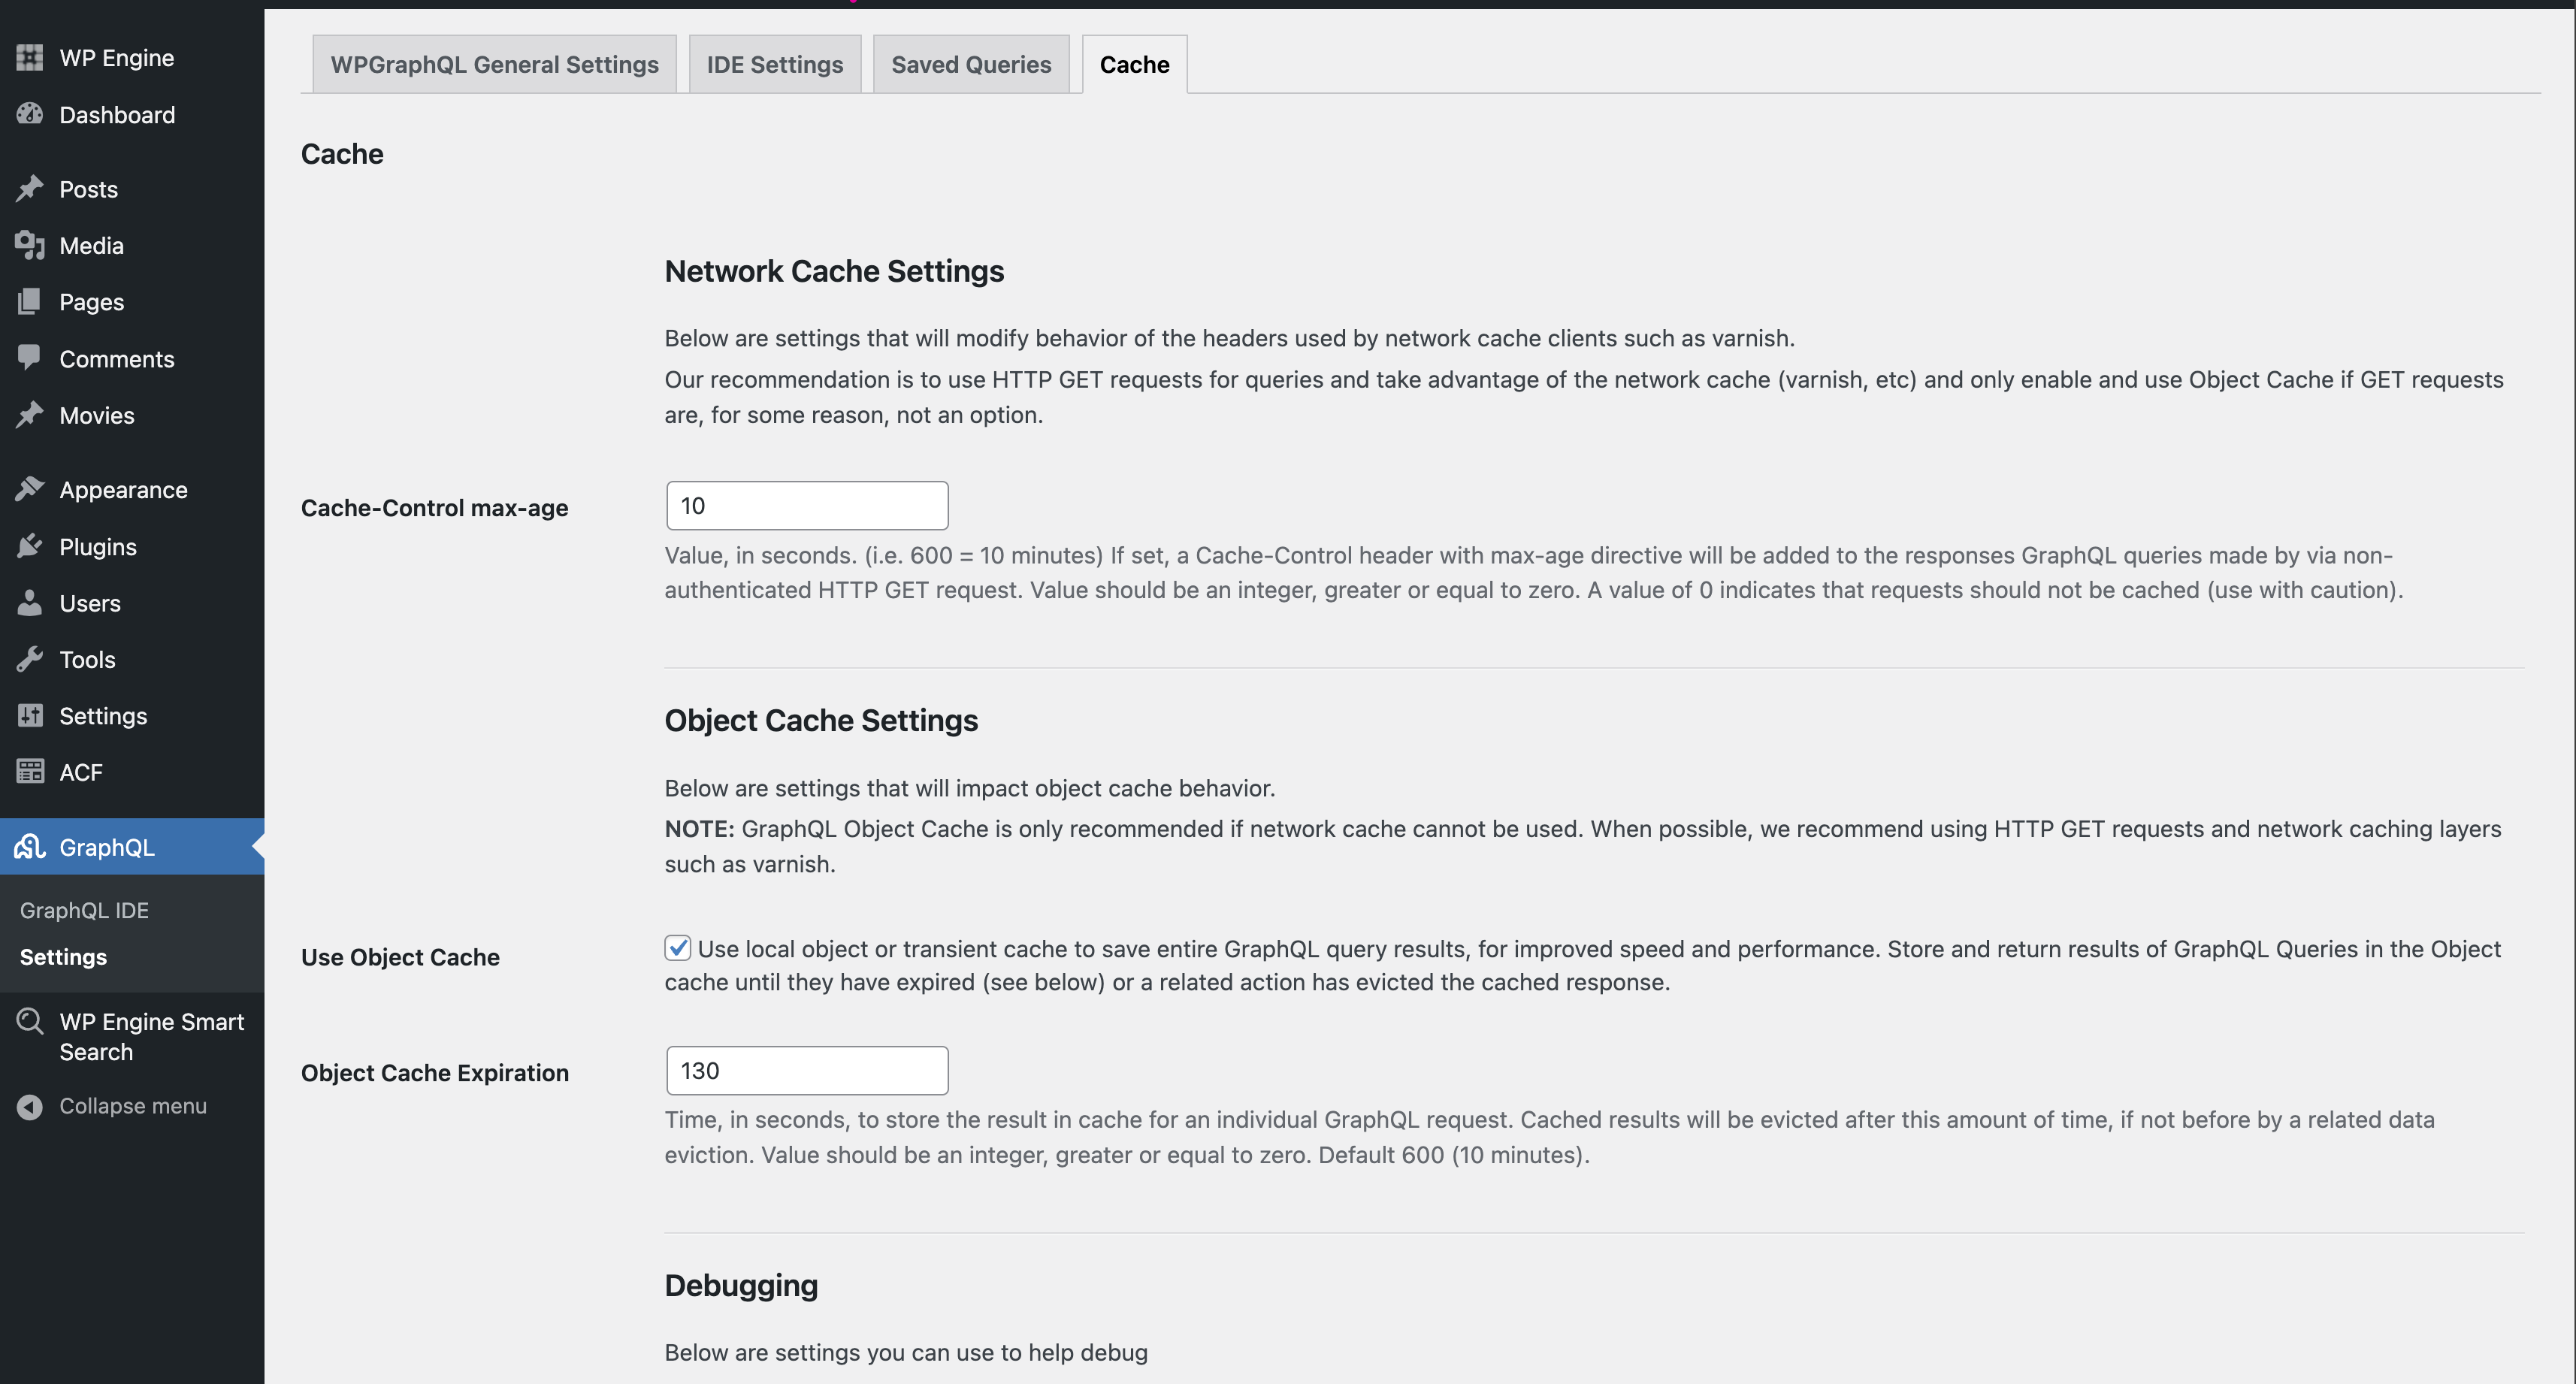 WP Engine
Dashboard
Posts
Media
Pages
Comments
Movies
Appearance
Plugins
Users
Tools
Settings
ACF
GraphQL
GraphQL IDE
Settings
WP Engine Smart
Search
Collapse menu
WPGraphQL General Settings
IDE Settings
Saved Queries
Cache
Cache
Network Cache Settings
Below are settings that will modify behavior of the headers used by network cache clients such as varnish.
Our recommendation is to use HTTP GET requests for queries and take advantage of the network cache (varnish, etc) and only enable and use Object Cache if GET requests
are, for some reason, not an option.
Cache-Control max-age
10
Value, in seconds. (i.e. 600 = 10 minutes) If set, a Cache-Control header with max-age directive will be added to the responses GraphQL queries made by via non-
authenticated HTTP GET request. Value should be an integer, greater or equal to zero. A value of 0 indicates that requests should not be cached (use with caution).
Object Cache Settings
Below are settings that will impact object cache behavior.
NOTE: GraphQL Object Cache is only recommended if network cache cannot be used. When possible, we recommend using HTTP GET requests and network caching layers
such as varnish.
Use Object Cache
Use local object or transient cache to save entire GraphQL query results, for improved speed and performance. Store and return results of GraphQL Queries in the Object
cache until they have expired (see below) or a related action has evicted the cached response.
Object Cache Expiration
130
Time, in seconds, to store the result in cache for an individual GraphQL request. Cached results will be evicted after this amount of time, if not before by a related data
eviction. Value should be an integer, greater or equal to zero. Default 600 (10 minutes).
Debugging
Below are settings you can use to help debug